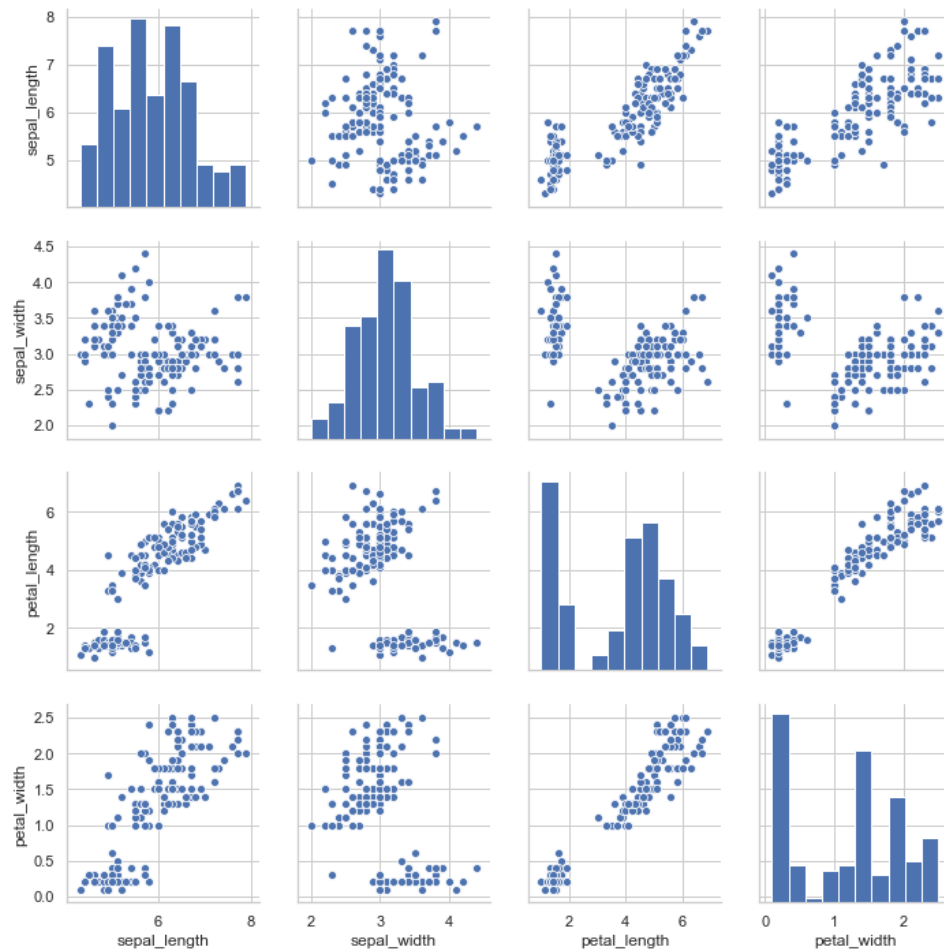 8
7
6
5
sepal_length
4.5
4.0
3.5
3.0
2.5
2.0
sepal_width
6
4
2
petal_length
2.5
2.0
1.5
1.0
0.5
0.0
petal_width
6 8
sepal_length
2 3 4
sepal_width
2 4 6
petal_length
0 1 2
petal_width